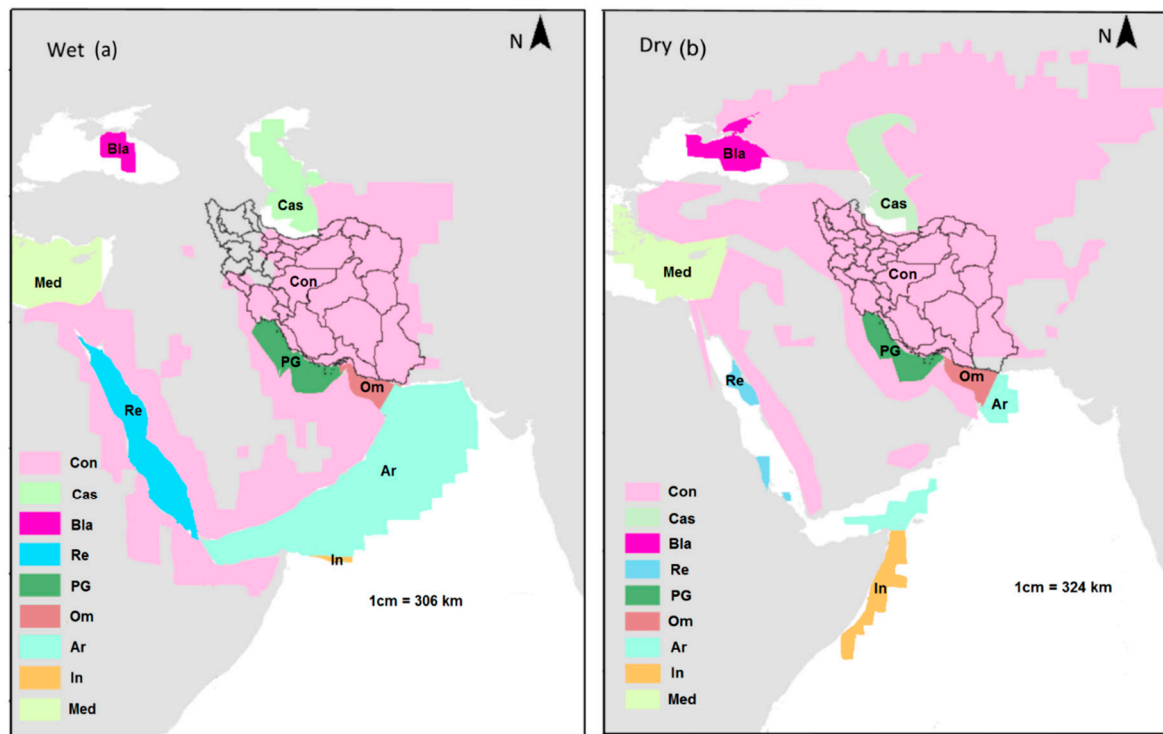 Wet (a)
N
Bla
Cas
Med
Con
PG
Om
Re
Ar
In
Con
Cas
Bla
Re
PG
Om
Ar
In
Med
1cm = 306 km
Dry (b)
N
Bla
Cas
Med
Con
PG
Re
Om
Ar
In
Con
Cas
Bla
Re
PG
Om
Ar
In
Med
1cm = 324 km